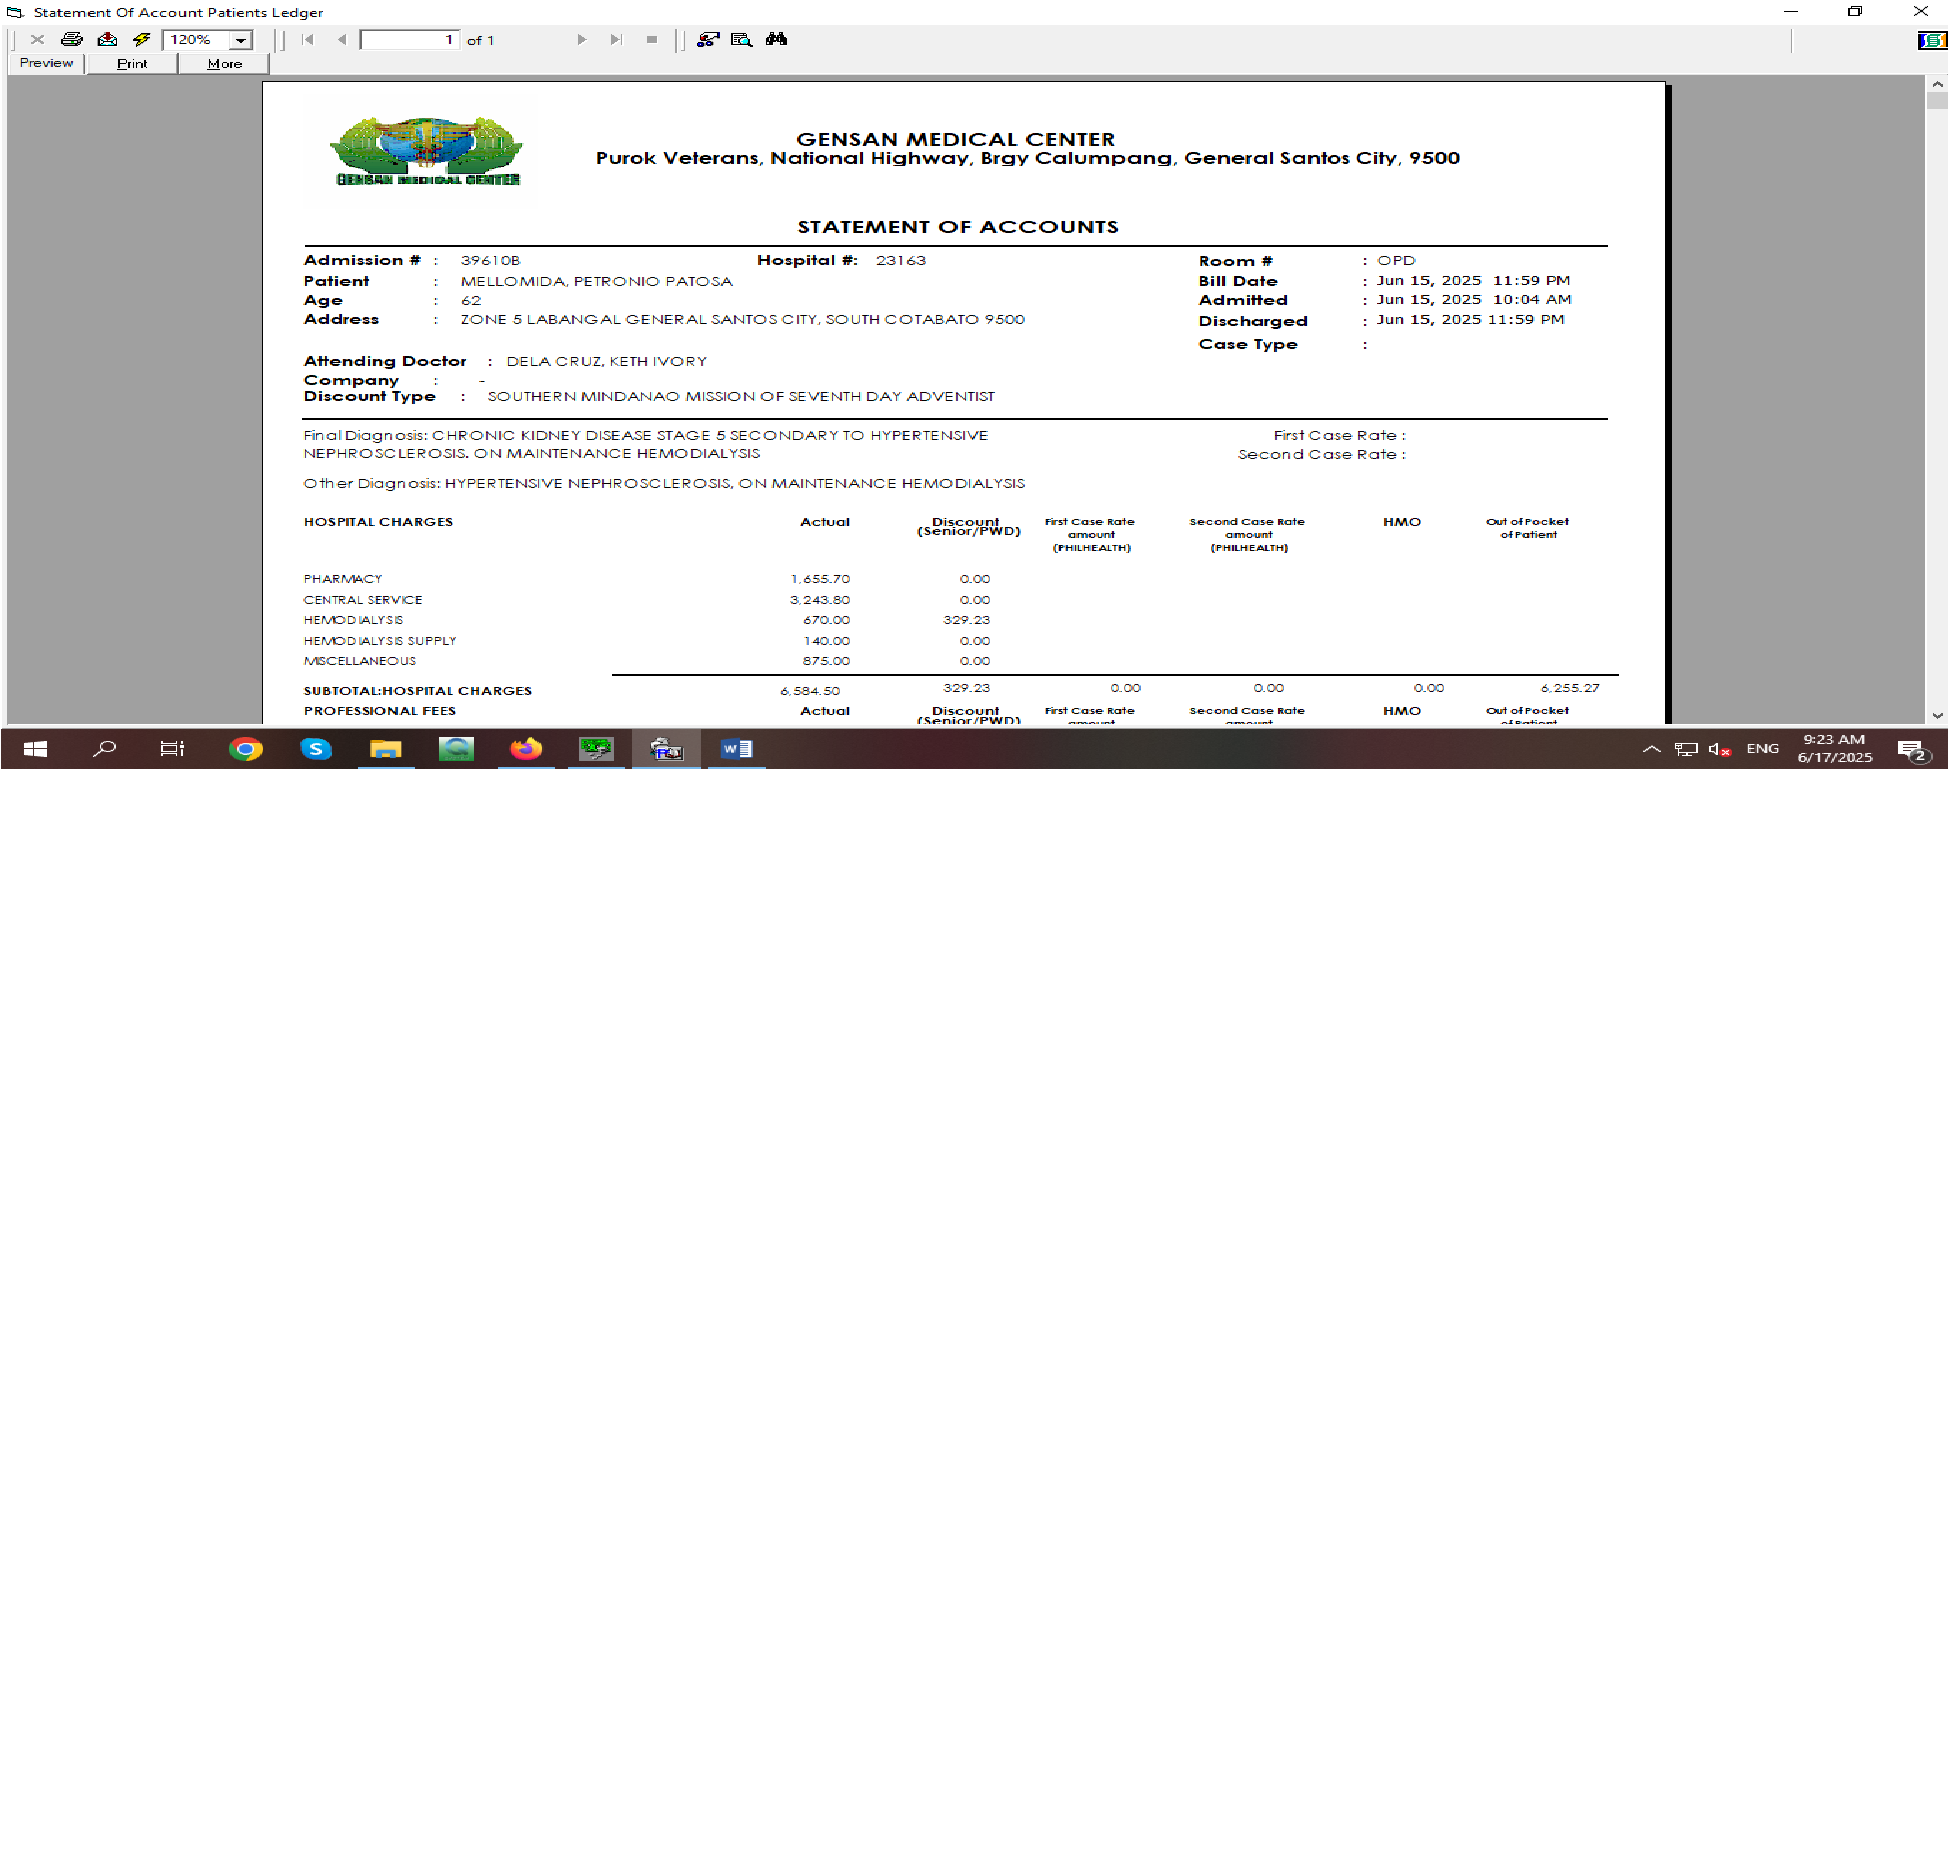 Statement Of Account Patients Ledger
120% 1 of 1
Preview Print More
GENSAN MEDICAL CENTER
GENSAN MEDICAL CENTER
Purok Veterans, National Highway, Brgy Calumpang, General Santos City, 9500
STATEMENT OF ACCOUNTS
Admission # : 39610B Hospital #: 23163 Room # : OPD
Patient : MELLOMIDA, PETRONIO PATOSA Bill Date : Jun 15, 2025 11:59 PM
Age : 62 Admitted : Jun 15, 2025 10:04 AM
Address : ZONE 5 LABANGAL GENERAL SANTOS CITY, SOUTH COTABATO 9500 Discharged : Jun 15, 2025 11:59 PM
Case Type :
Attending Doctor : DELA CRUZ, KETH IVORY
Company : -
Discount Type : SOUTHERN MINDANAO MISSION OF SEVENTH DAY ADVENTIST
Final Diagnosis: CHRONIC KIDNEY DISEASE STAGE 5 SECONDARY TO HYPERTENSIVE First Case Rate :
NEPHROSCLEROSIS. ON MAINTENANCE HEMODIALYSIS Second Case Rate :
Other Diagnosis: HYPERTENSIVE NEPHROSCLEROSIS, ON MAINTENANCE HEMODIALYSIS
HOSPITAL CHARGES Actual Discount First Case Rate Second Case Rate HMO Out of Pocket
(Senior/PWD) amount amount of Patient
(PHILHEALTH) (PHILHEALTH)
PHARMACY 1,655.70 0.00
CENTRAL SERVICE 3,243.80 0.00
HEMODIALYSIS 670.00 329.23
HEMODIALYSIS SUPPLY 140.00 0.00
MISCELLANEOUS 875.00 0.00
SUBTOTAL:HOSPITAL CHARGES 6,584.50 329.23 0.00 0.00 0.00 6,255.27
PROFESSIONAL FEES Actual Discount First Case Rate Second Case Rate HMO Out of Pocket
(Senior/PWD) amount amount of Patient
ENG 9:23 AM
6/17/2025 2